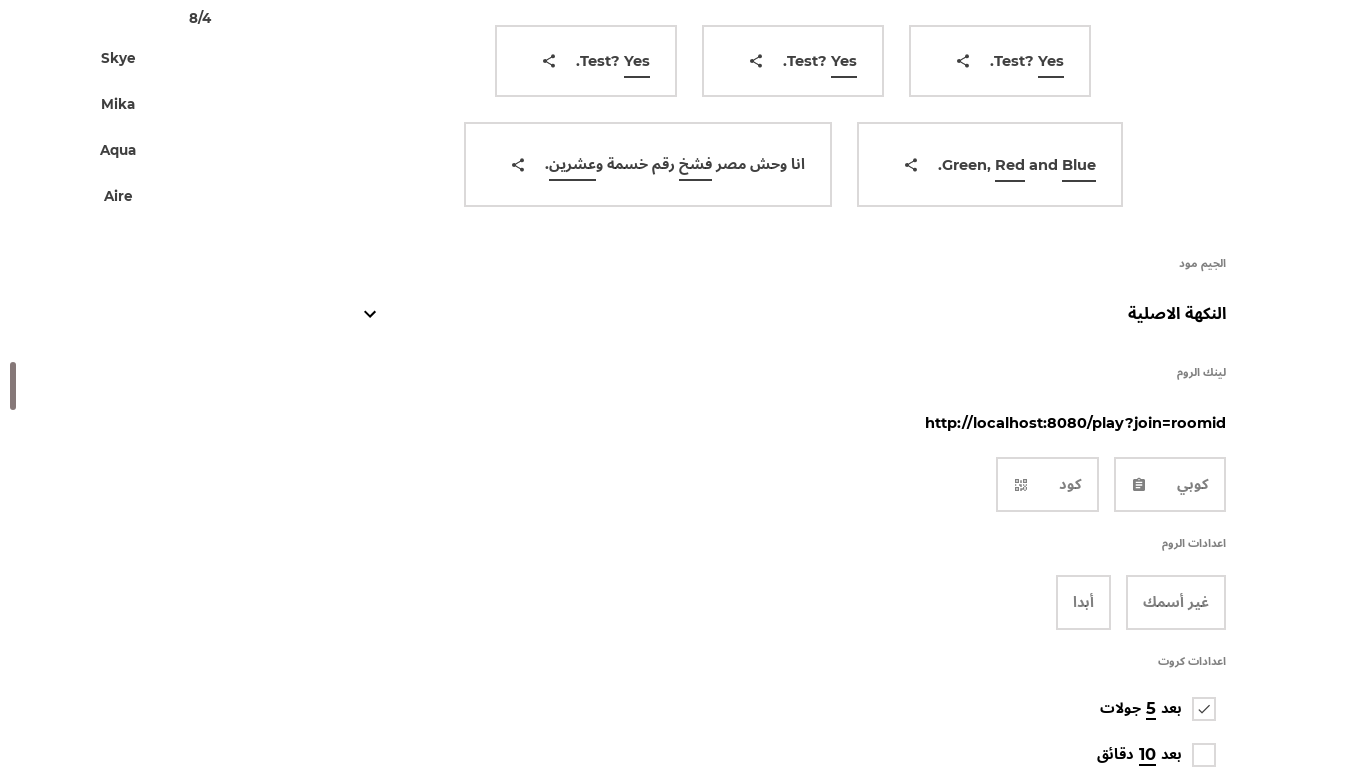 8/4
Skye
Mika
Aqua
Aire
Test? Yes.
Test? Yes.
Test? Yes.
Green, Red and Blue.
انا وحش مصر فشخ رقم خسمة وعشرين.
الجيم مود
النكهة الاصلية
لينك الروم
http://localhost:8080/play?join=roomid
كوبي
كود
اعدادات الروم
غير أسمك
أبدا
اعدادات كروت
بعد 5 جولات
بعد 10 دقائق